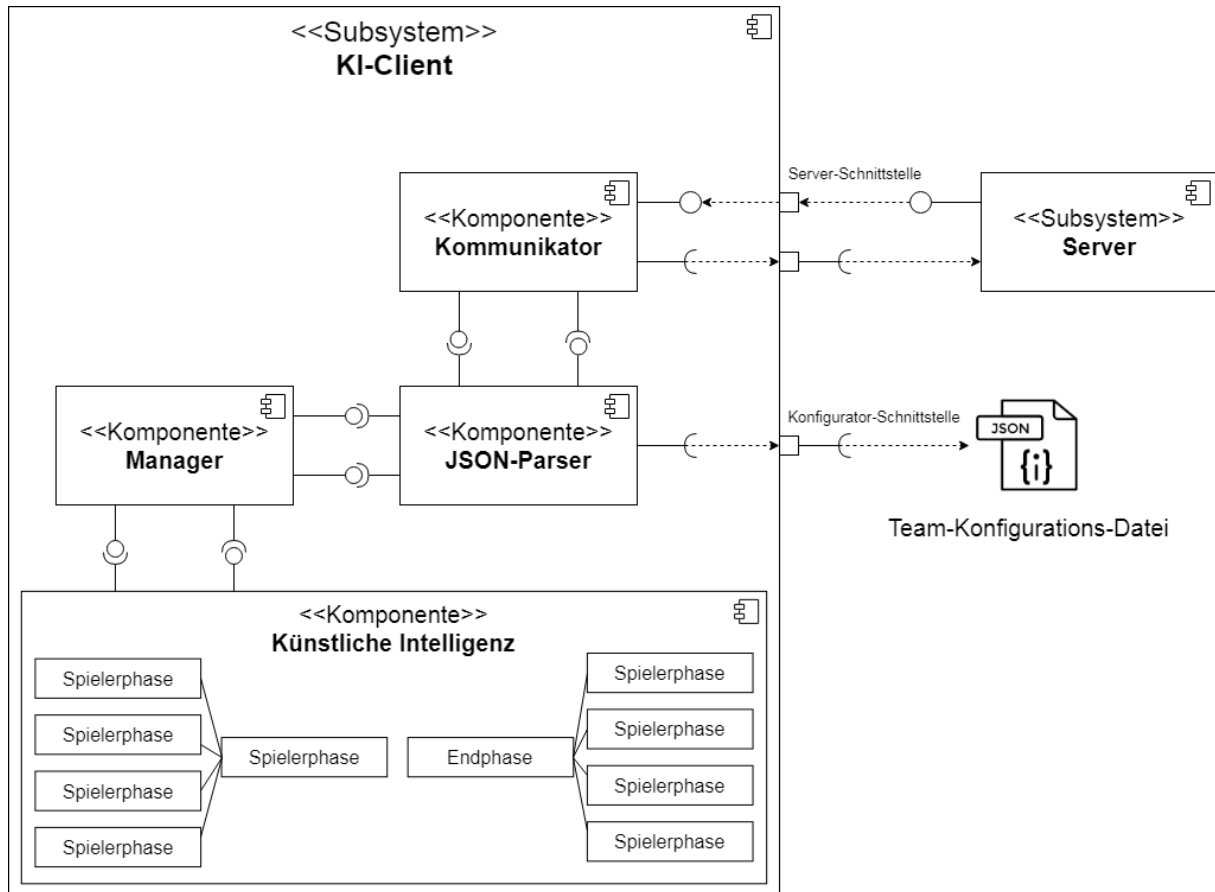 <<Subsystem>>
KI-Client
Server-Schnittstelle
<<Komponente>>
Kommunikator
<<Subsystem>>
Server
<<Komponente>>
Manager
<<Komponente>>
JSON-Parser
Konfigurator-Schnittstelle
JSON
{i}
Team-Konfigurations-Datei
<<Komponente>>
Künstliche Intelligenz
Spielerphase
Spielerphase
Spielerphase
Spielerphase
Spielerphase
Endphase
Spielerphase
Spielerphase
Spielerphase
Spielerphase